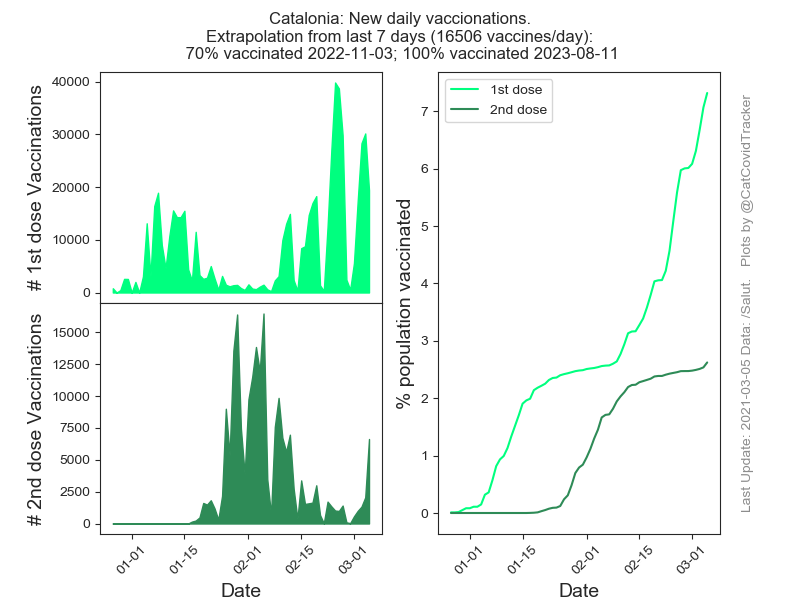 Catalonia: New daily vaccionations.
Extrapolation from last 7 days (16506 vaccines/day):
70% vaccinated 2022-11-03; 100% vaccinated 2023-08-11
# 1st dose Vaccinations
40000
30000
20000
10000
0
# 2nd dose Vaccinations
15000
12500
10000
7500
5000
2500
0
01-01
01-15
02-01
02-15
03-01
Date
1st dose
2nd dose
% population vaccinated
7
6
5
4
3
2
1
0
01-01
01-15
02-01
02-15
03-01
Date
Last Update: 2021-03-05 Data: /Salut. Plots by @CatCovidTracker